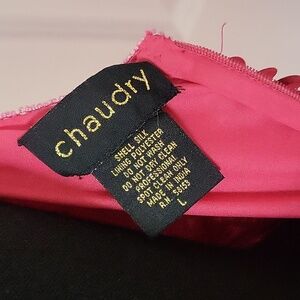 chaudry
SHELL SILK
LINING POLYESTER
DO NOT WASH
DO NOT DRY CLEAN
PROFESSIONAL
SPOT CLEAN ONLY
MADE IN INDIA
R.N. 50153
L